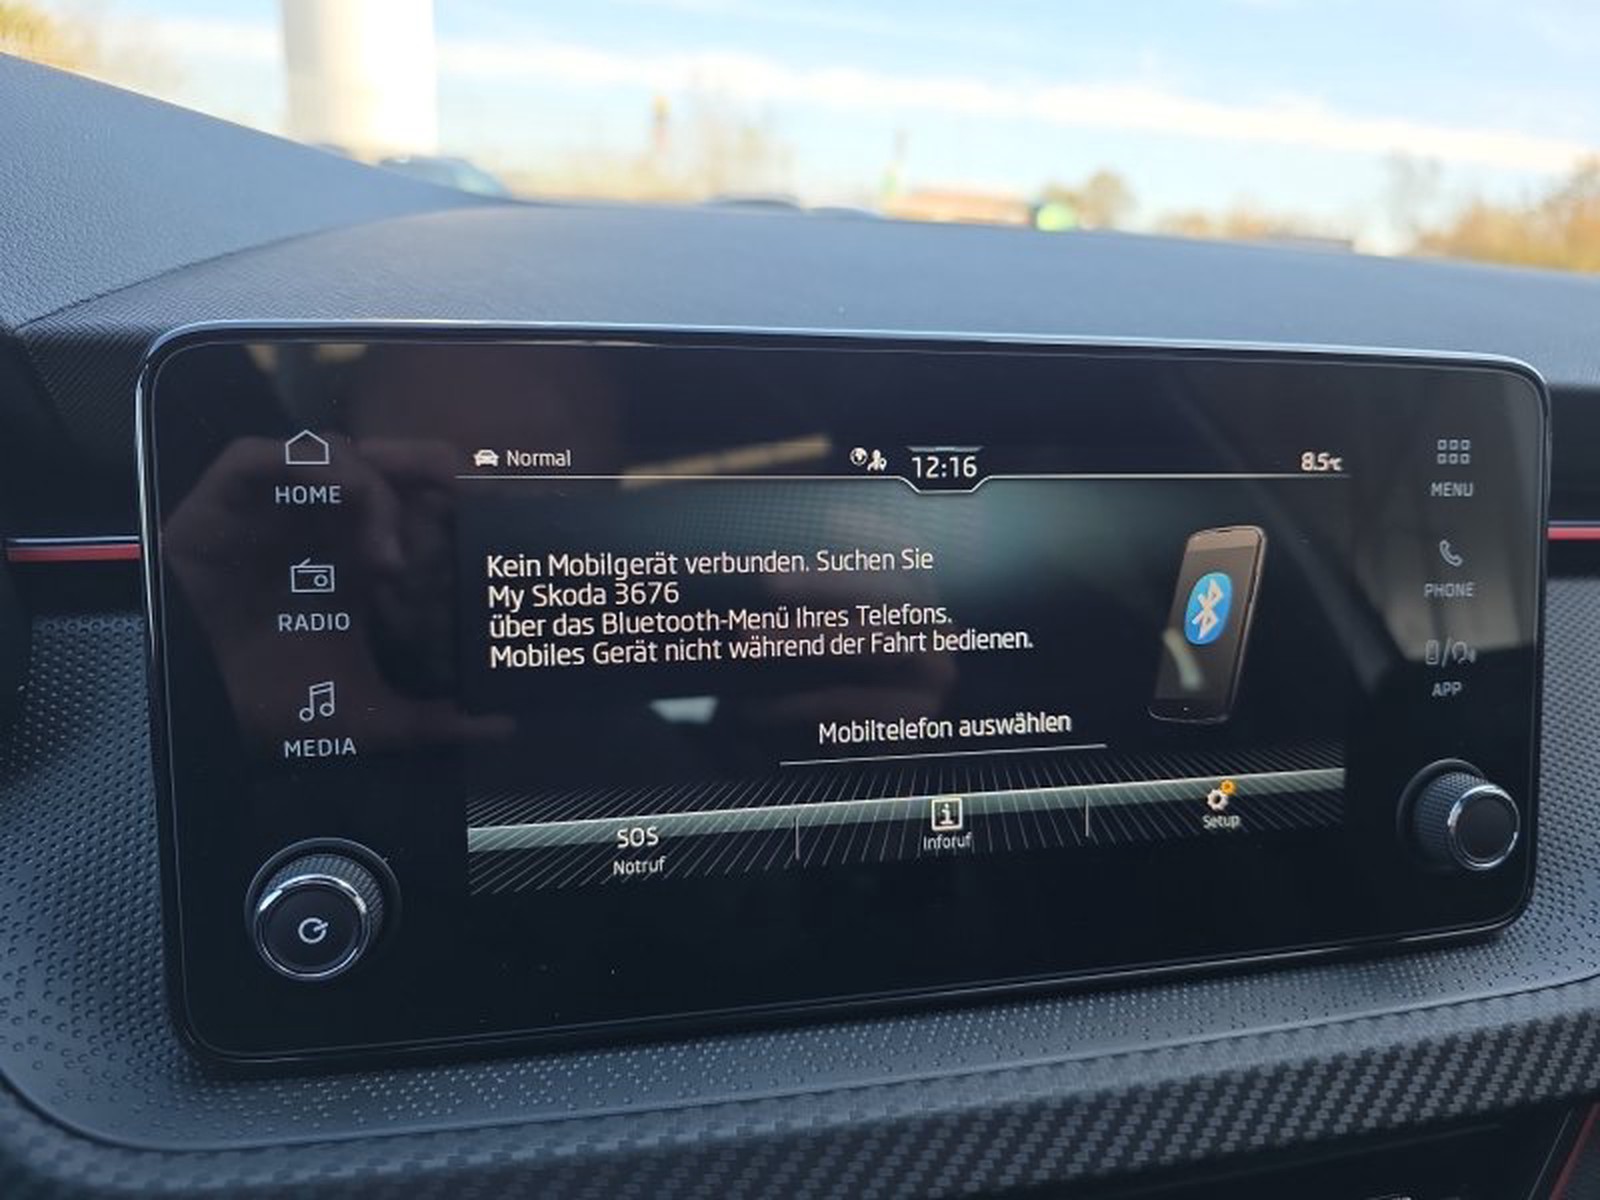 HOME
RADIO
MEDIA
Normal
12:16
8.5°C
Kein Mobilgerät verbunden. Suchen Sie
My Skoda 3676
über das Bluetooth-Menü Ihres Telefons.
Mobiles Gerät nicht während der Fahrt bedienen.
Mobiltelefon auswählen
SOS
Notruf
i
Inforuf
Setup
MENU
PHONE
APP